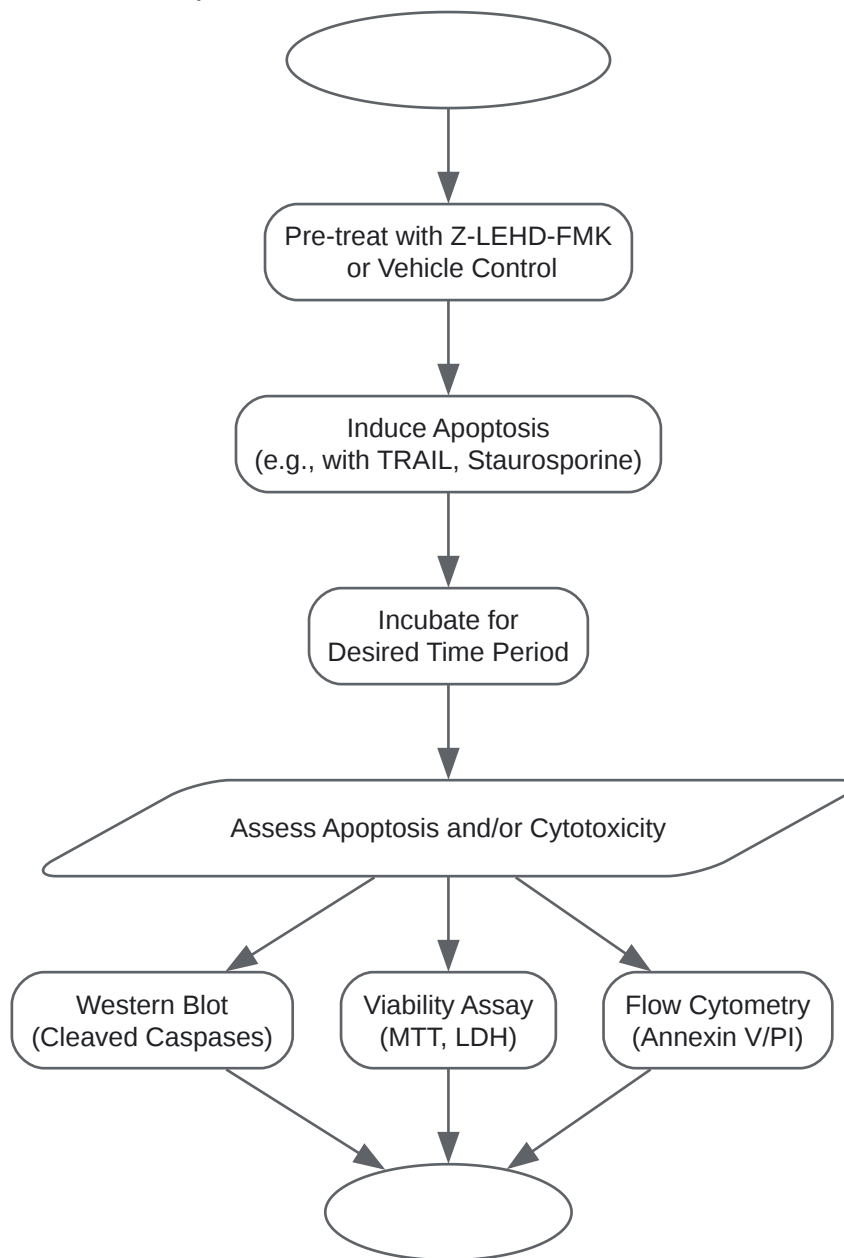 Pre-treat with Z-LEHD-FMK
or Vehicle Control
Induce Apoptosis
(e.g., with TRAIL, Staurosporine)
Incubate for
Desired Time Period
Assess Apoptosis and/or Cytotoxicity
Western Blot
(Cleaved Caspases)
Viability Assay
(MTT, LDH)
Flow Cytometry
(Annexin V/PI)